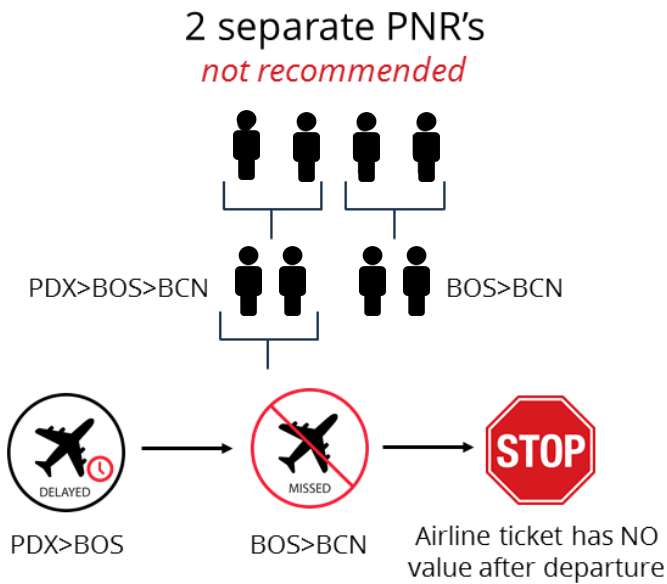 2 separate PNR's
not recommended
PDX>BOS>BCN
BOS>BCN
DELAYED
MISSED
STOP
PDX>BOS
BOS>BCN
Airline ticket has NO
value after departure